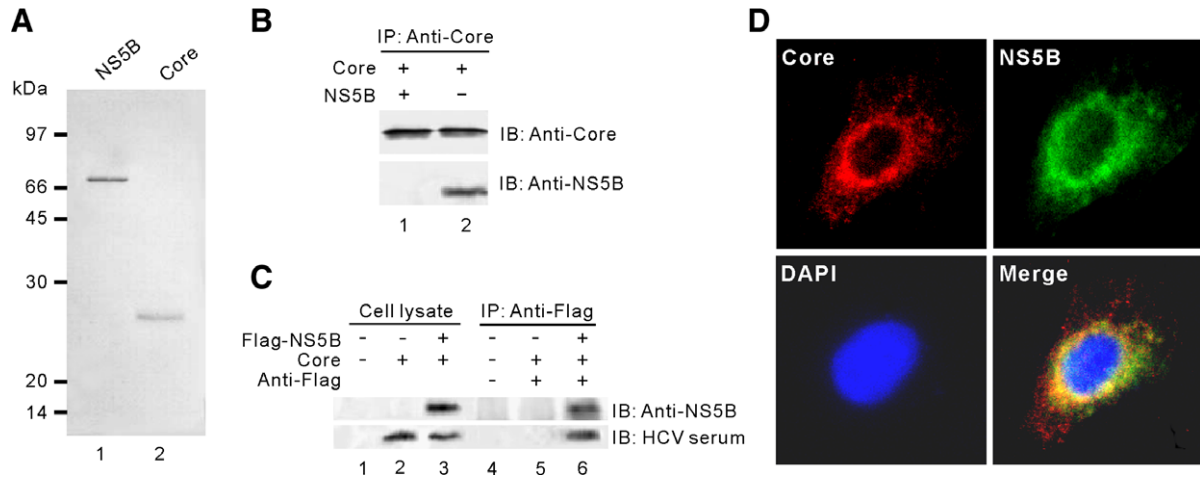 A
NS5B Core
kDa
97
66
45
30
20
14
1 2
B
IP: Anti-Core
Core + +
NS5B + –
IB: Anti-Core
IB: Anti-NS5B
1 2
C
Cell lysate IP: Anti-Flag
Flag-NS5B - - + - - +
Core - + + - + +
Anti-Flag - + +
IB: Anti-NS5B
IB: HCV serum
1 2 3 4 5 6
D
Core NS5B
DAPI Merge